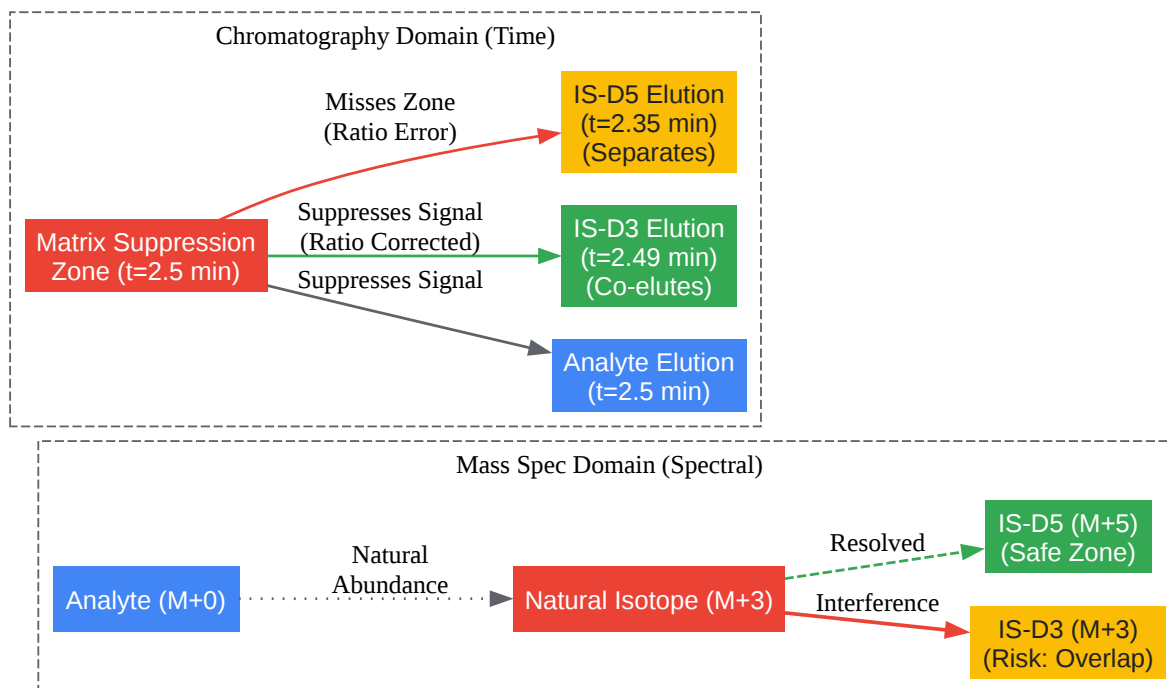 Chromatography Domain (Time)
Misses Zone
(Ratio Error)
IS-D5 Elution
(t=2.35 min)
(Separates)
Matrix Suppression
Zone (t=2.5 min)
Suppresses Signal
(Ratio Corrected)
IS-D3 Elution
(t=2.49 min)
(Co-elutes)
Suppresses Signal
Analyte Elution
(t=2.5 min)
Mass Spec Domain (Spectral)
Analyte (M+0)
Natural
Abundance
Natural Isotope (M+3)
Resolved
IS-D5 (M+5)
(Safe Zone)
Interference
IS-D3 (M+3)
(Risk: Overlap)